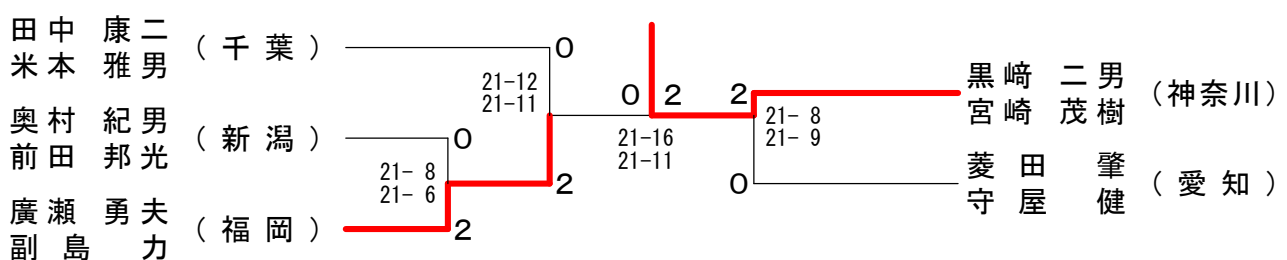 田中 康二
米本 雅男
(千葉)
0
21-12
21-11
奥村 紀男
前田 邦光
(新潟)
0
21- 8
21- 6
2
廣瀬 勇夫
副島 力
(福岡)
2
0 2
21-16
21-11
2
黒﨑 二男
宮崎 茂樹
(神奈川)
21- 8
21- 9
0
菱田 肇
守屋 健
(愛知)